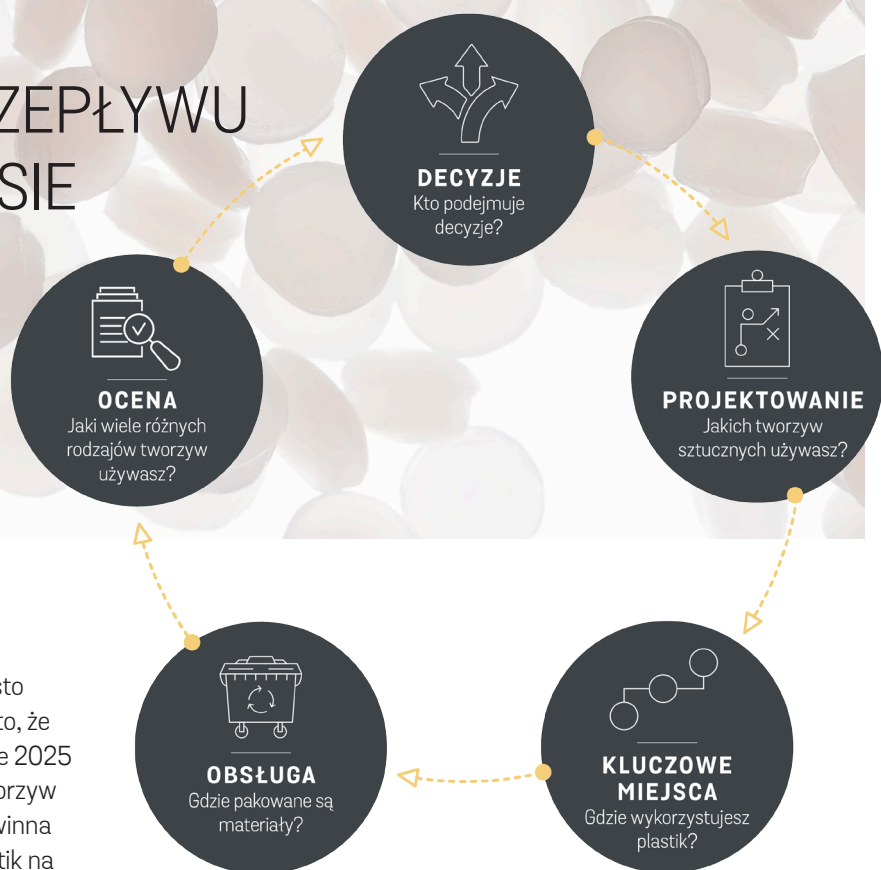 ZEPŁYWU
SIE
DECYZJE
Kto podejmuje
decyzje?
PROJEKTOWANIE
Jakich tworzyw
sztucznych używasz?
KLUCZOWE
MIEJSCA
Gdzie wykorzystujesz
plastik?
OBSŁUGA
Gdzie pakowane są
materiały?
OCENA
Jaki wiele różnych
rodzajów tworzyw
używasz?
sto
to, że
e 2025
orzyw
winna
tik na